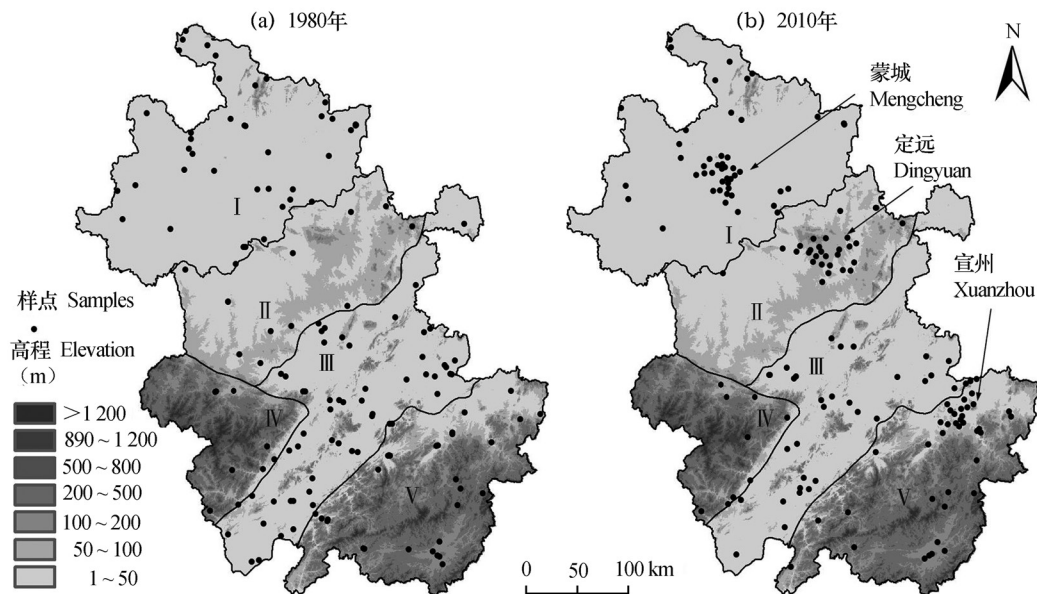 (a) 1980年
(b) 2010年
N
蒙城
Mengcheng
定远
Dingyuan
宣州
Xuanzhou
I
II
III
IV
V
I
II
III
IV
V
样点 Samples
高程 Elevation
(m)
>1 200
890~1 200
500~800
200~500
100~200
50~100
1~50
0 50 100 km